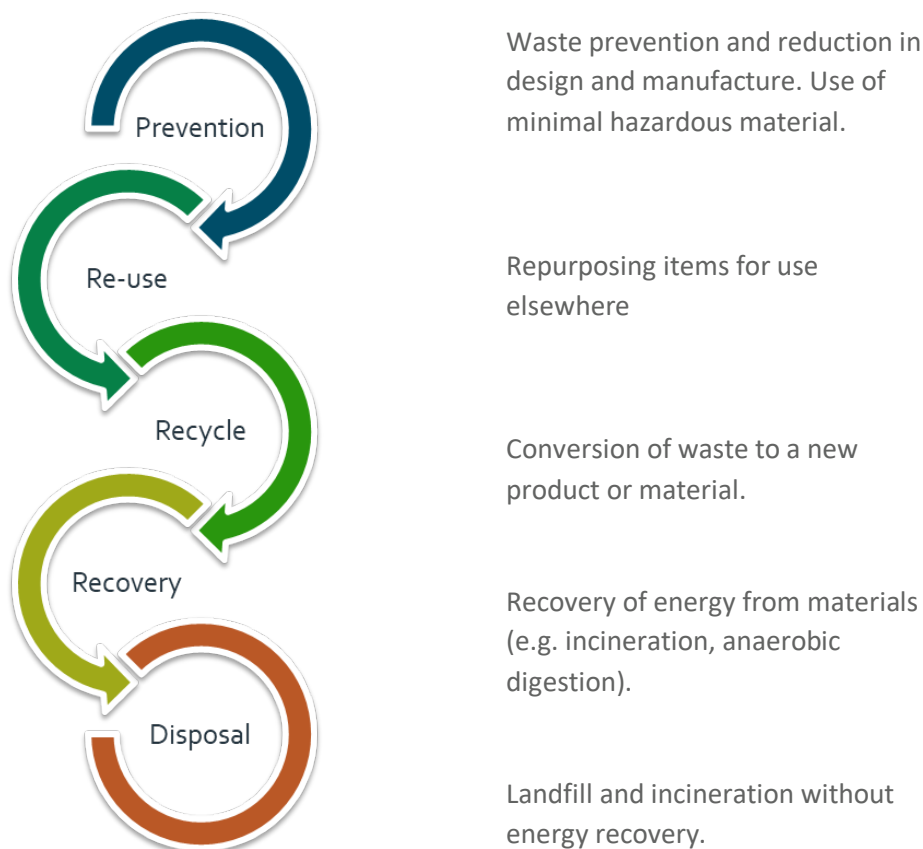 Prevention
Waste prevention and reduction in
design and manufacture. Use of
minimal hazardous material.
Re-use
Repurposing items for use
elsewhere
Recycle
Conversion of waste to a new
product or material.
Recovery
Recovery of energy from materials
(e.g. incineration, anaerobic
digestion).
Disposal
Landfill and incineration without
energy recovery.